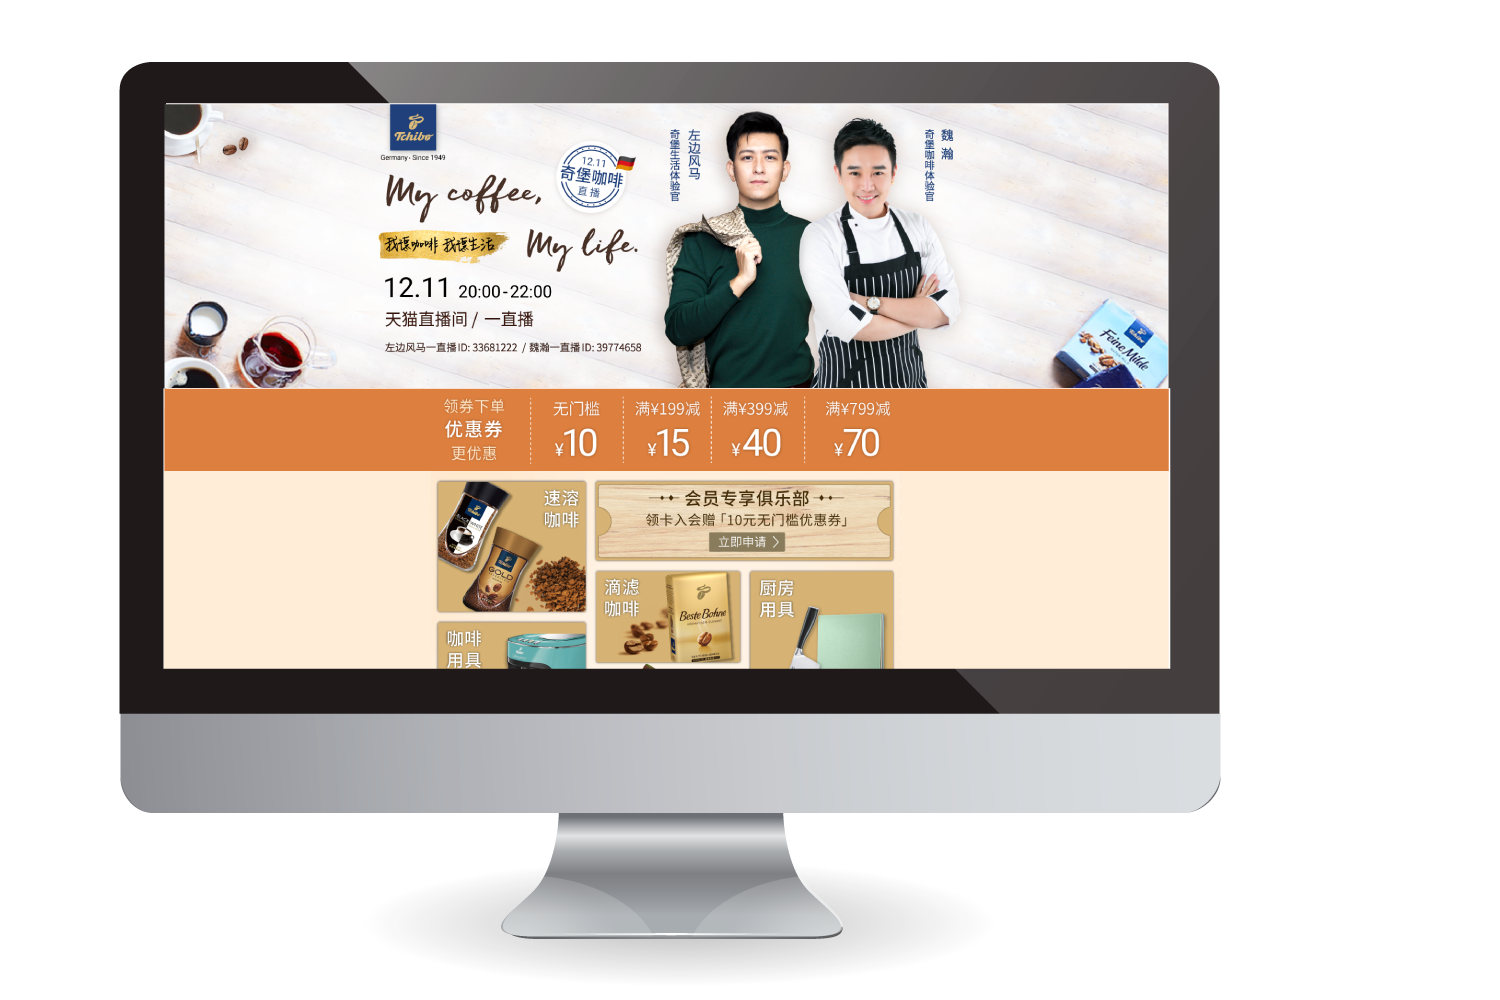 Tchibo
Germany · Since 1949
12.11
奇堡咖啡
直播
My coffee,
我谭咖啡 我谭生活
My life.
12.11 20:00-22:00
天猫直播间 / 一直播
左边风马一直播ID: 33681222 / 魏瀚一直播ID: 39774658
左边风马
奇堡生活体验官
魏瀚
奇堡咖啡体验官
Feine Milde
领券下单
优惠券
更优惠
无门槛
¥10
满¥199减
¥15
满¥399减
¥40
满¥799减
¥70
速溶
咖啡
GOLD
会员专享俱乐部
领卡入会赠「10元无门槛优惠券」
立即申请
滴滤
咖啡
Beste Bohne
厨房
用具
咖啡
用具